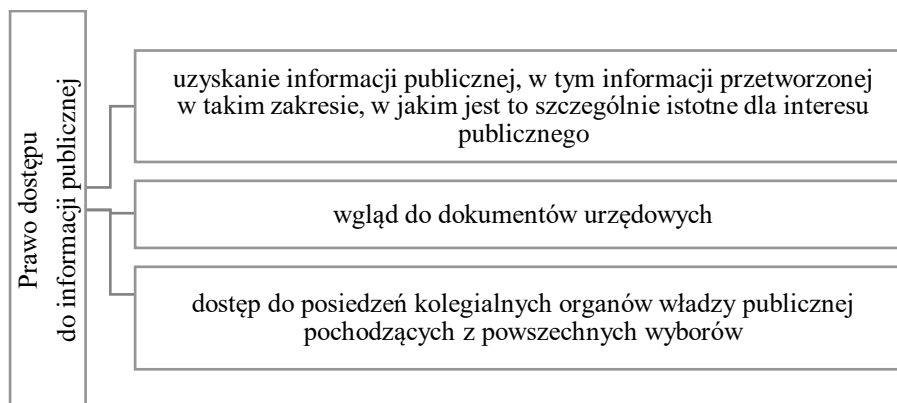 Prawo dostępu
do informacji publicznej
uzyskanie informacji publicznej, w tym informacji przetworzonej
w takim zakresie, w jakim jest to szczególnie istotne dla interesu
publicznego
wgląd do dokumentów urzędowych
dostęp do posiedzeń kolegialnych organów władzy publicznej
pochodzących z powszechnych wyborów